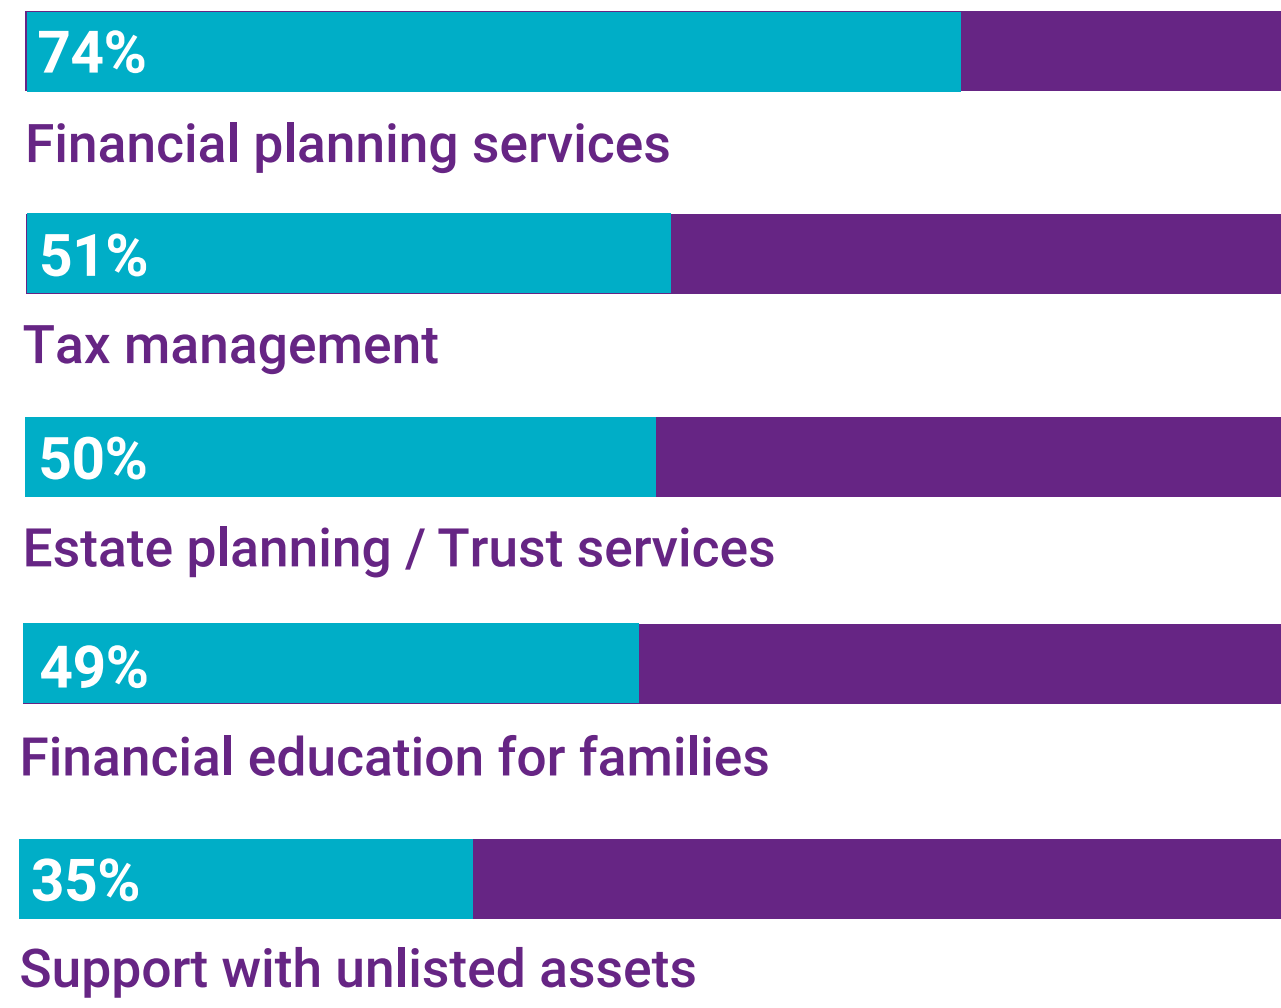 74%
Financial planning services
51%
Tax management
50%
Estate planning / Trust services
49%
Financial education for families
35%
Support with unlisted assets